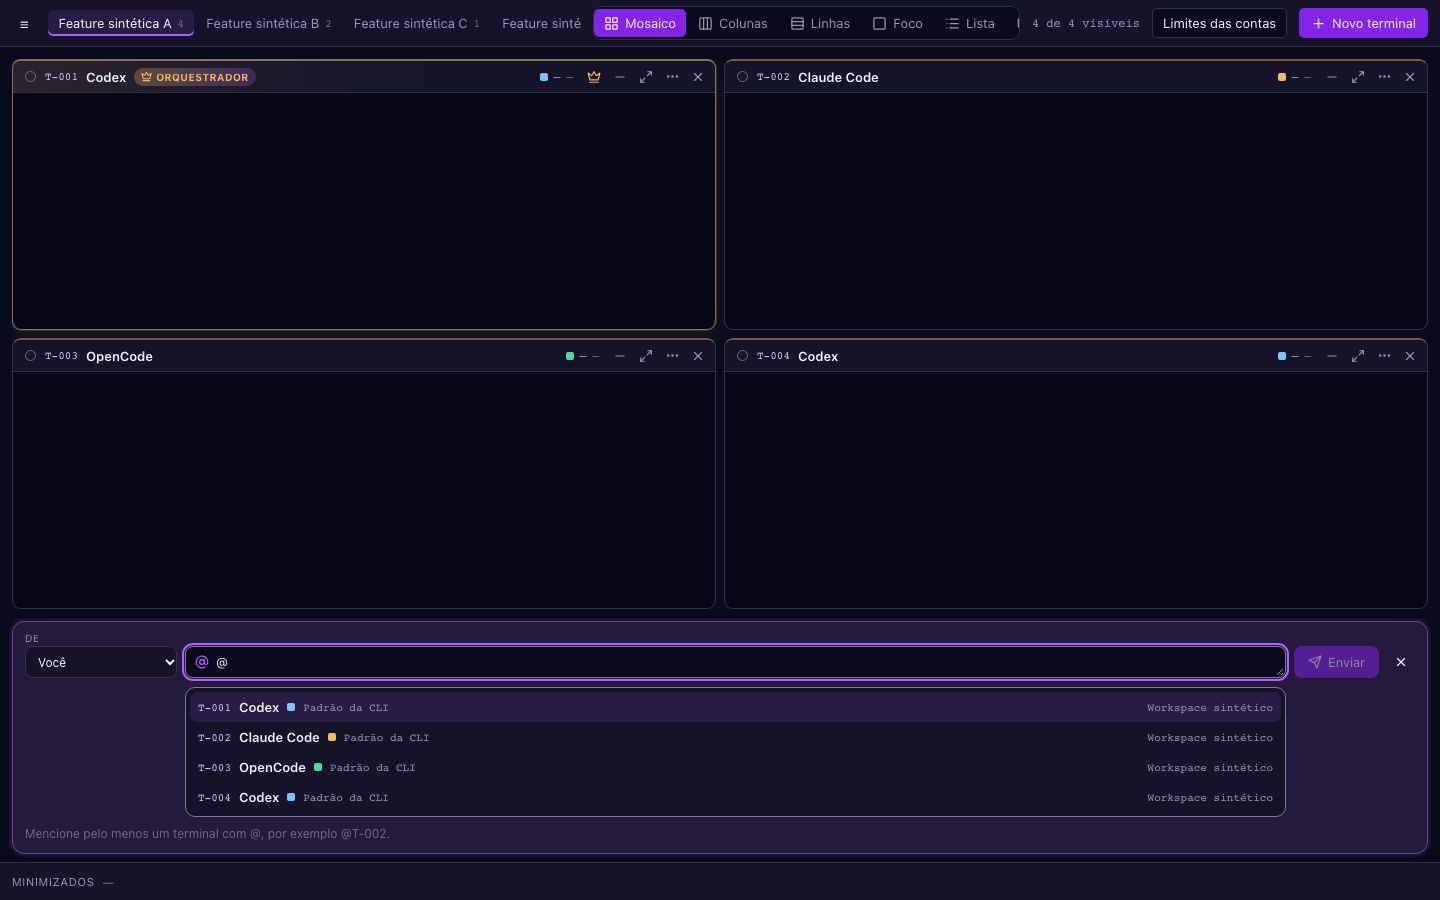 Feature sintética A 4 Feature sintética B 2 Feature sintética C 1 Feature sinté Mosaico Colunas Linhas Foco Lista 4 de 4 visíveis Limites das contas Novo terminal
T-001 Codex ORQUESTRADOR — —
T-002 Claude Code — —
T-003 OpenCode — —
T-004 Codex — —
DE
Você @ @ Enviar
T-001 Codex Padrão da CLI Workspace sintético
T-002 Claude Code Padrão da CLI Workspace sintético
T-003 OpenCode Padrão da CLI Workspace sintético
T-004 Codex Padrão da CLI Workspace sintético
Mencione pelo menos um terminal com @, por exemplo @T-002.
MINIMIZADOS —